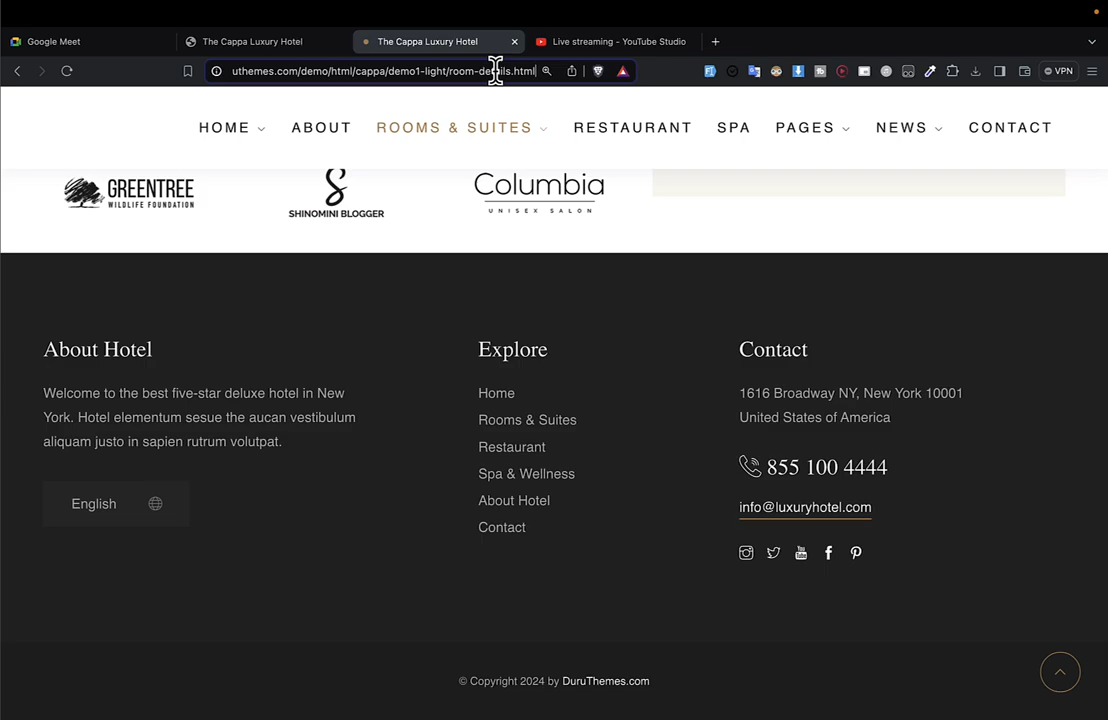 Google Meet
The Cappa Luxury Hotel
The Cappa Luxury Hotel
Live streaming - YouTube Studio
uthemes.com/demo/html/cappa/demo1-light/room-details.html
VPN
HOME
ABOUT
ROOMS & SUITES
RESTAURANT
SPA
PAGES
NEWS
CONTACT
GREENTREE
WILDLIFE FOUNDATION
S
SHINOMINI BLOGGER
Columbia
UNISEX SALON
About Hotel
Welcome to the best five-star deluxe hotel in New
York. Hotel elementum sesue the aucan vestibulum
aliquam justo in sapien rutrum volutpat.
English
Explore
Home
Rooms & Suites
Restaurant
Spa & Wellness
About Hotel
Contact
Contact
1616 Broadway NY, New York 10001
United States of America
855 100 4444
info@luxuryhotel.com
© Copyright 2024 by DuruThemes.com